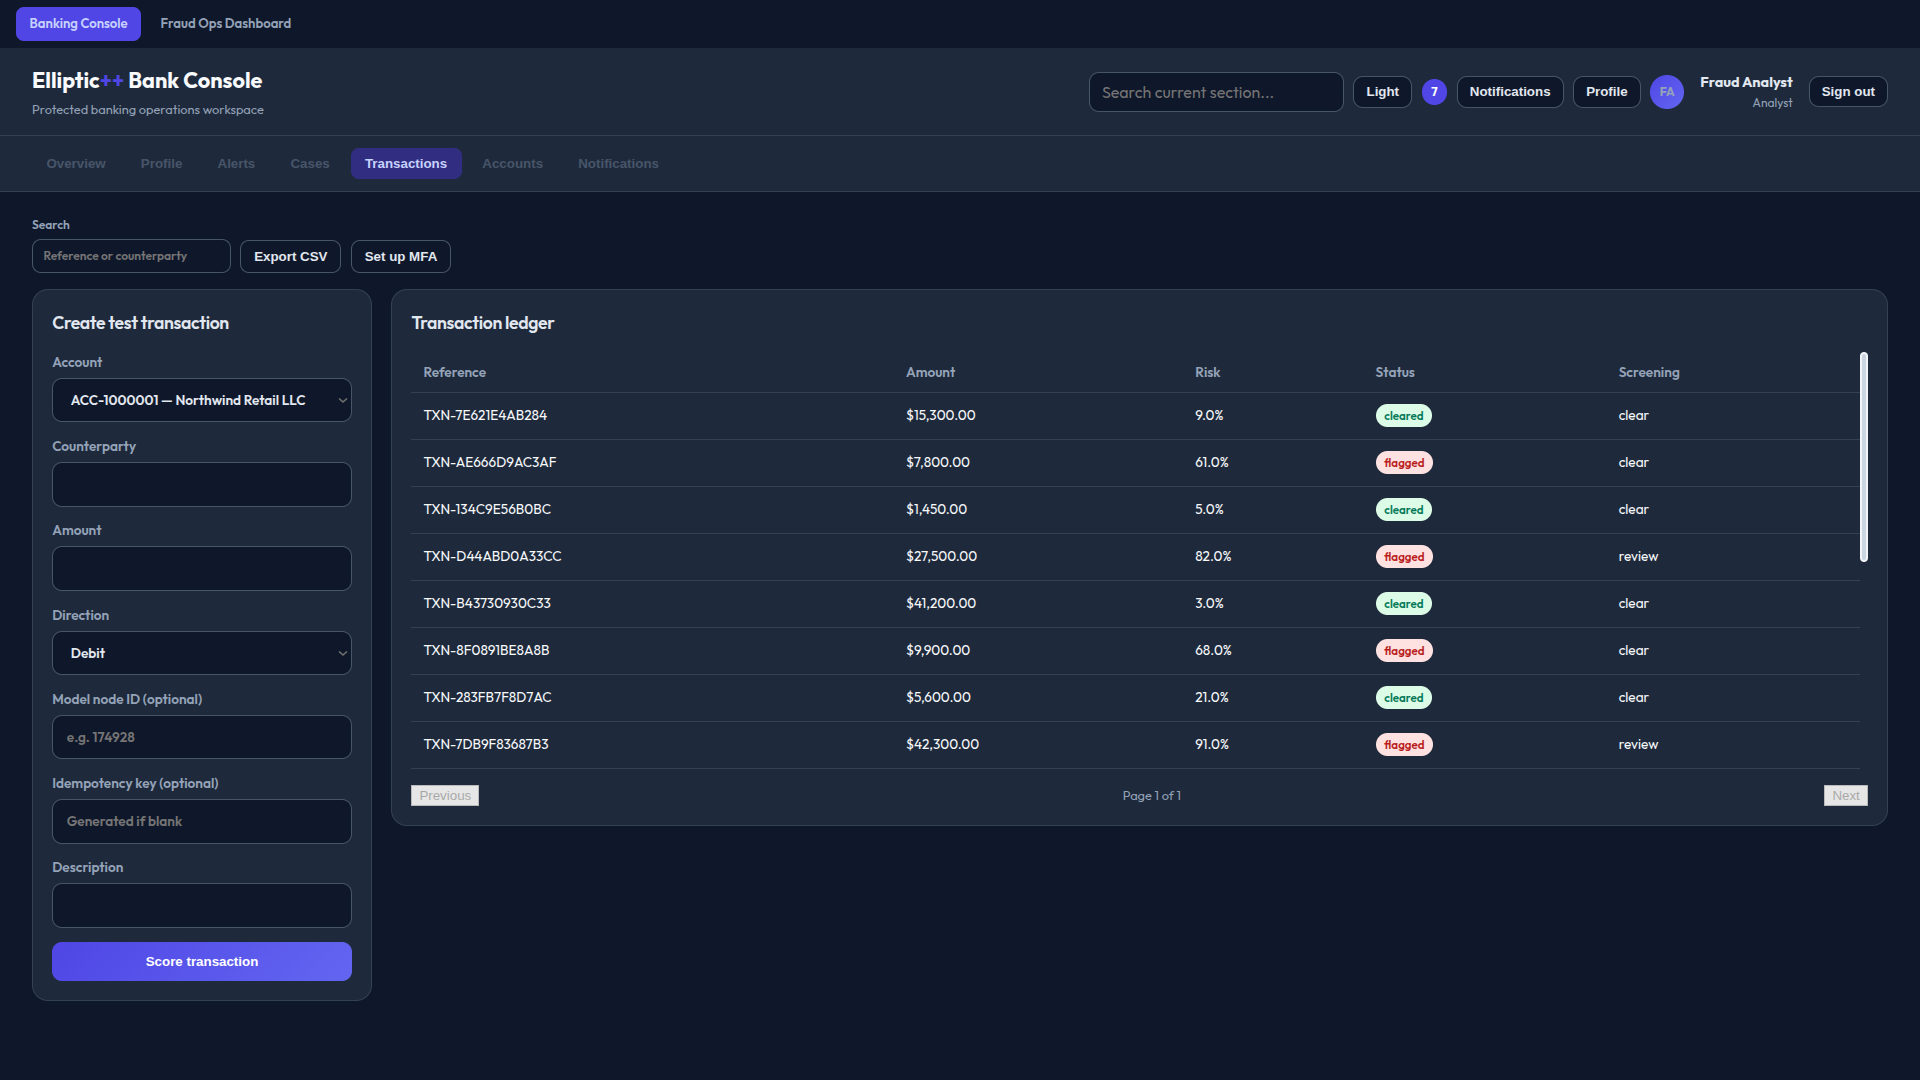 Banking Console Fraud Ops Dashboard
Elliptic++ Bank Console
Protected banking operations workspace
Search current section... Light 7 Notifications Profile FA Fraud Analyst Analyst Sign out
Overview Profile Alerts Cases Transactions Accounts Notifications
Search
Reference or counterparty Export CSV Set up MFA
Create test transaction
Account
ACC-1000001 — Northwind Retail LLC
Counterparty
Amount
Direction
Debit
Model node ID (optional)
e.g. 174928
Idempotency key (optional)
Generated if blank
Description
Score transaction
Transaction ledger
Reference Amount Risk Status Screening
TXN-7E621E4AB284 $15,300.00 9.0% cleared clear
TXN-AE666D9AC3AF $7,800.00 61.0% flagged clear
TXN-134C9E56B0BC $1,450.00 5.0% cleared clear
TXN-D44ABD0A33CC $27,500.00 82.0% flagged review
TXN-B43730930C33 $41,200.00 3.0% cleared clear
TXN-8F0891BE8A8B $9,900.00 68.0% flagged clear
TXN-283FB7F8D7AC $5,600.00 21.0% cleared clear
TXN-7DB9F83687B3 $42,300.00 91.0% flagged review
Previous Page 1 of 1 Next